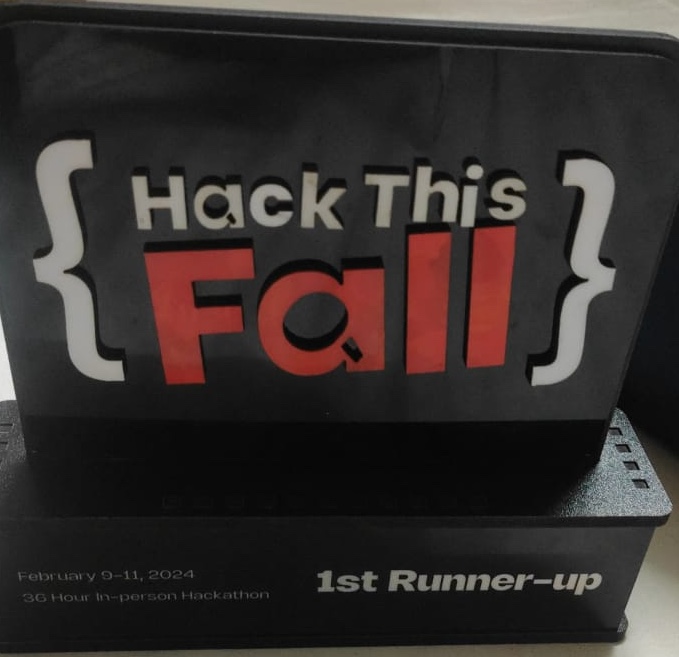 { Hack This
Fall }
February 9-11, 2024
36 Hour In-person Hackathon
1st Runner-up